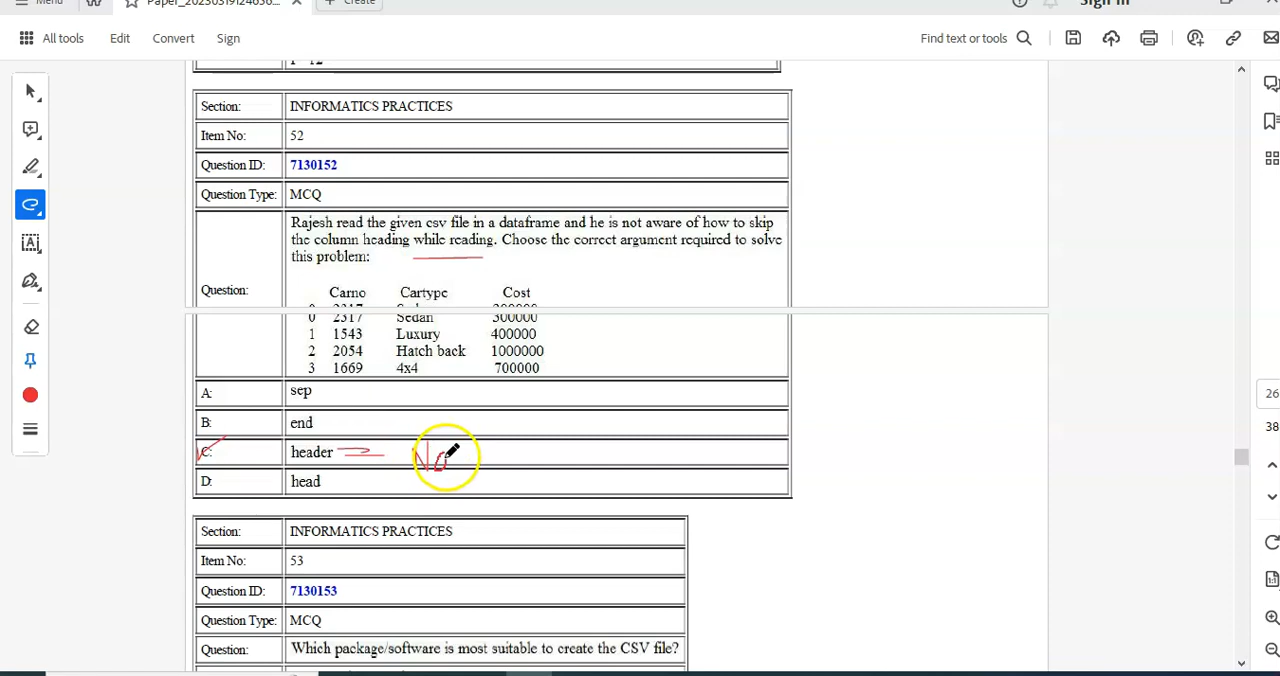 Menu
Paper_20230319124636...
Create
Sign in
All tools
Edit
Convert
Sign
Find text or tools
Section: INFORMATICS PRACTICES
Item No: 52
Question ID: 7130152
Question Type: MCQ
Rajesh read the given csv file in a dataframe and he is not aware of how to skip
the column heading while reading. Choose the correct argument required to solve
this problem:
Question:
Carno Cartype Cost
0 2317 Sedan 300000
1 1543 Luxury 400000
2 2054 Hatch back 1000000
3 1669 4x4 700000
A: sep
B: end
C: header = No
D: head
Section: INFORMATICS PRACTICES
Item No: 53
Question ID: 7130153
Question Type: MCQ
Question: Which package/software is most suitable to create the CSV file?
26
38